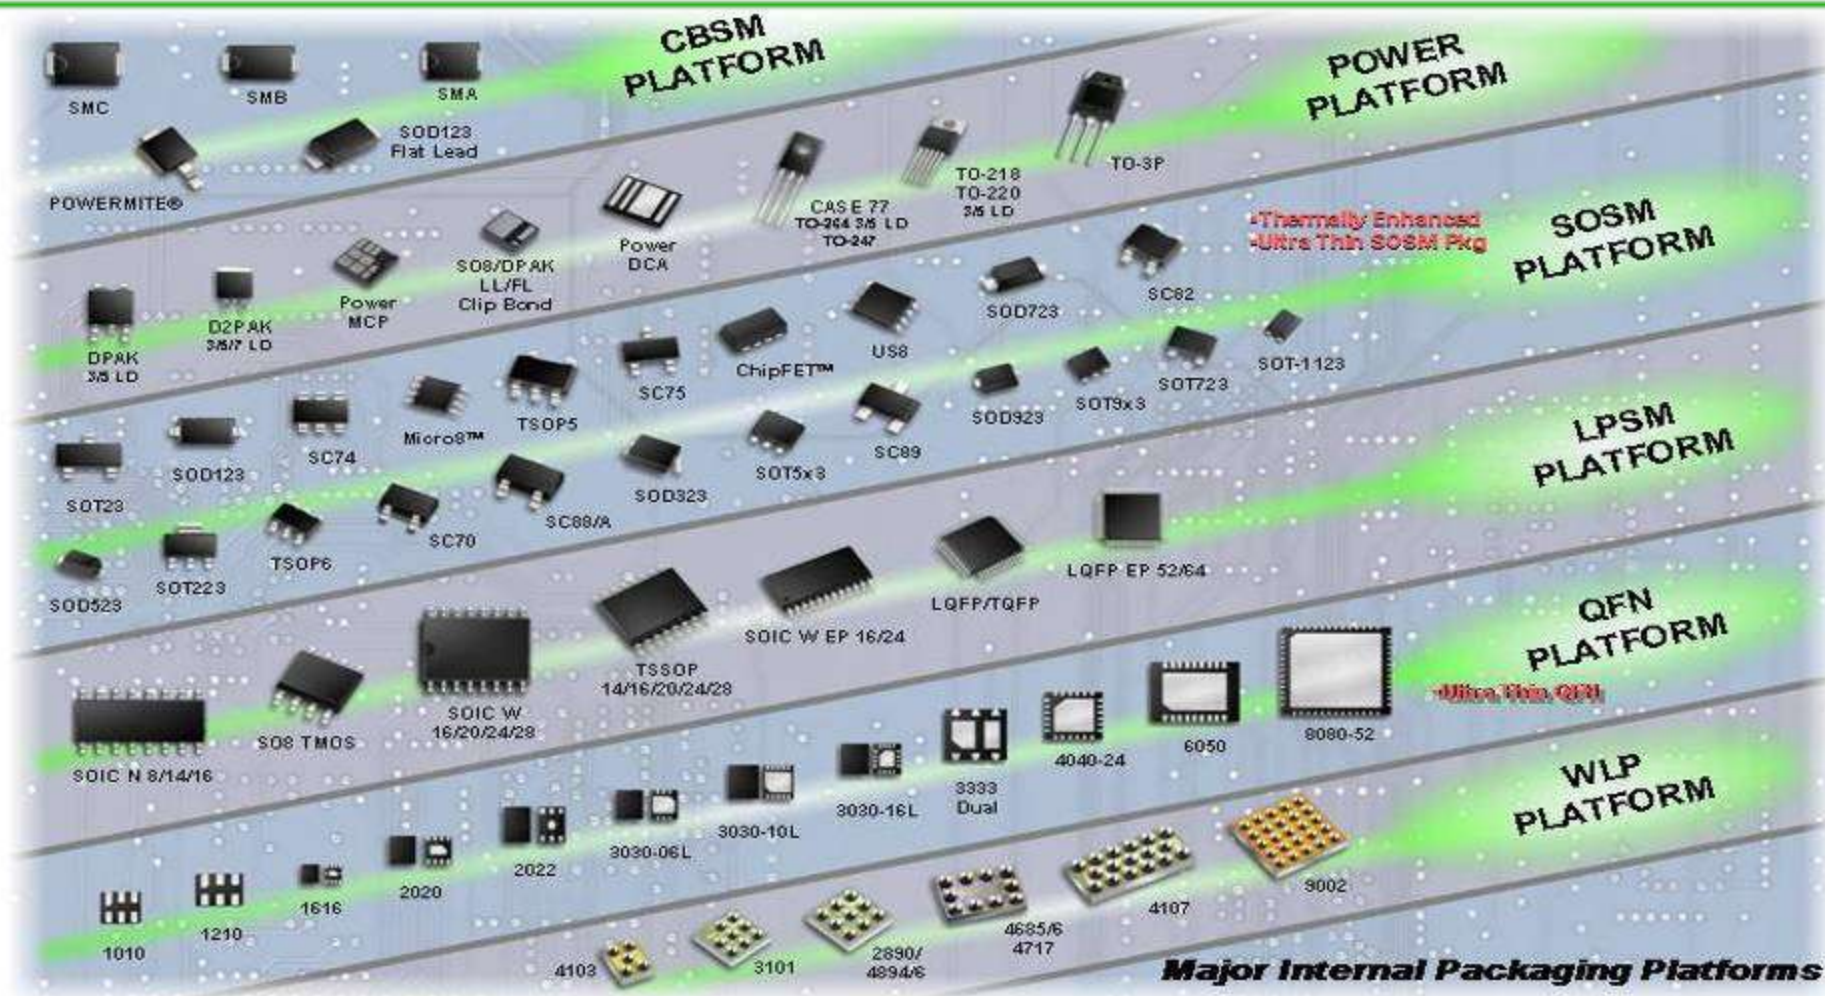 CBSM
PLATFORM
SMC
SMB
SMA
SOD123
Flat Lead
POWERMITE®
POWER
PLATFORM
TO-3P
TO-218
TO-220
3/5 LD
CASE 77
TO-264 3/5 LD
TO-247
Power
DCA
SO8/DPAK
LL/FL
Clip Bond
Power
MCP
D2PAK
3/5/7 LD
DPAK
3/5 LD
•Thermally Enhanced
•Ultra Thin SOSM Pkg
SOSM
PLATFORM
SC82
SOD723
US8
ChipFET™
SC75
TSOP5
Micro8™
SC74
SOD123
SOT23
SOT-1123
SOT723
SOT9x3
SOD923
SC89
SOT5x3
SOD323
SC88/A
SC70
TSOP6
SOT223
SOD523
LPSM
PLATFORM
LQFP EP 52/64
LQFP/TQFP
SOIC W EP 16/24
TSSOP
14/16/20/24/28
SOIC W
16/20/24/28
SO8 TMOS
SOIC N 8/14/16
QFN
PLATFORM
•Ultra Thin QFN
8080-52
6050
4040-24
3333
Dual
3030-16L
3030-10L
3030-06L
2022
2020
1616
1210
1010
WLP
PLATFORM
9002
4107
4685/6
4717
2890/
4894/6
3101
4103
Major Internal Packaging Platforms